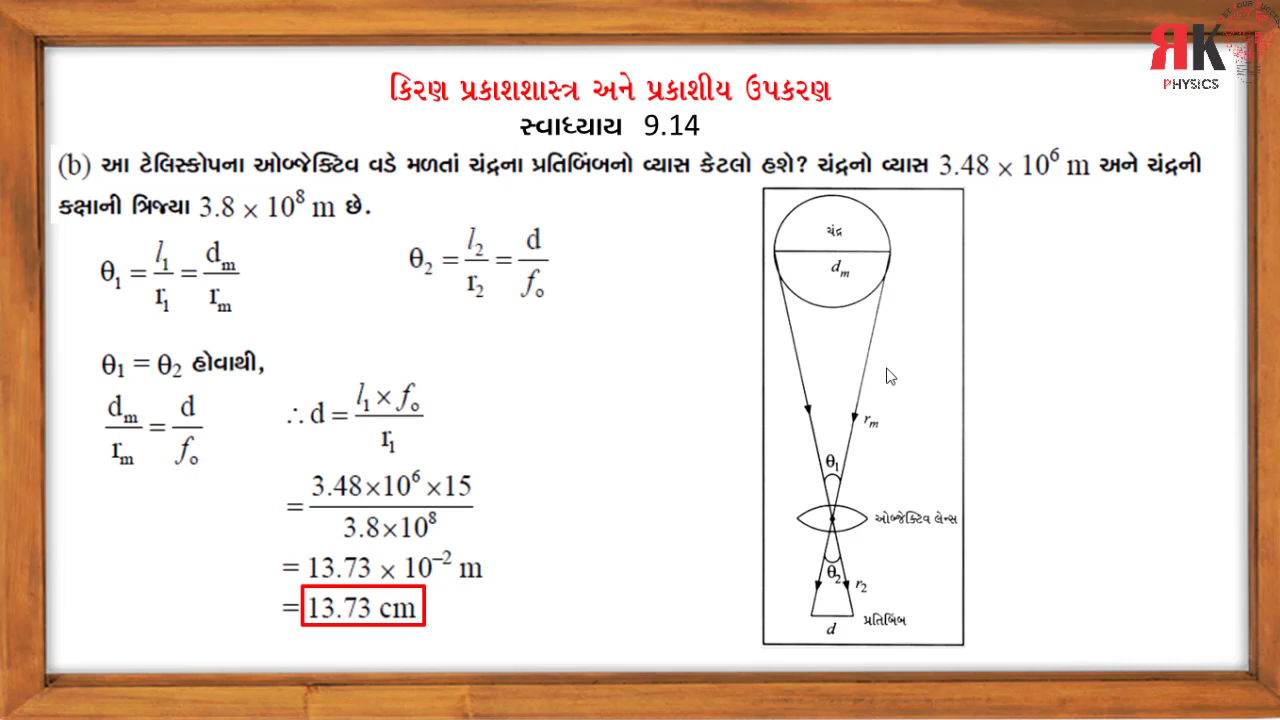 કિરણ પ્રકાશશાસ્ત્ર અને પ્રકાશીય ઉપકરણ
સ્વાધ્યાય 9.14
(b) આ ટેલિસ્કોપના ઓબ્જેક્ટિવ વડે મળતાં ચંદ્રના પ્રતિબિંબનો વ્યાસ કેટલો હશે? ચંદ્રનો વ્યાસ 3.48 × 10⁶ m અને ચંદ્રની
કક્ષાની ત્રિજ્યા 3.8 × 10⁸ m છે.
θ₁ = l₁/r₁ = dₘ/rₘ
θ₂ = l₂/r₂ = d/fₒ
θ₁ = θ₂ હોવાથી,
dₘ/rₘ = d/fₒ
∴ d = l₁ × fₒ / r₁
= 3.48×10⁶ ×15 / 3.8×10⁸
= 13.73 × 10⁻² m
= 13.73 cm
ચંદ્ર
dₘ
rₘ
θ₁
ઓબ્જેક્ટિવ લેન્સ
θ₂
r₂
પ્રતિબિંબ
d
RK
PHYSICS